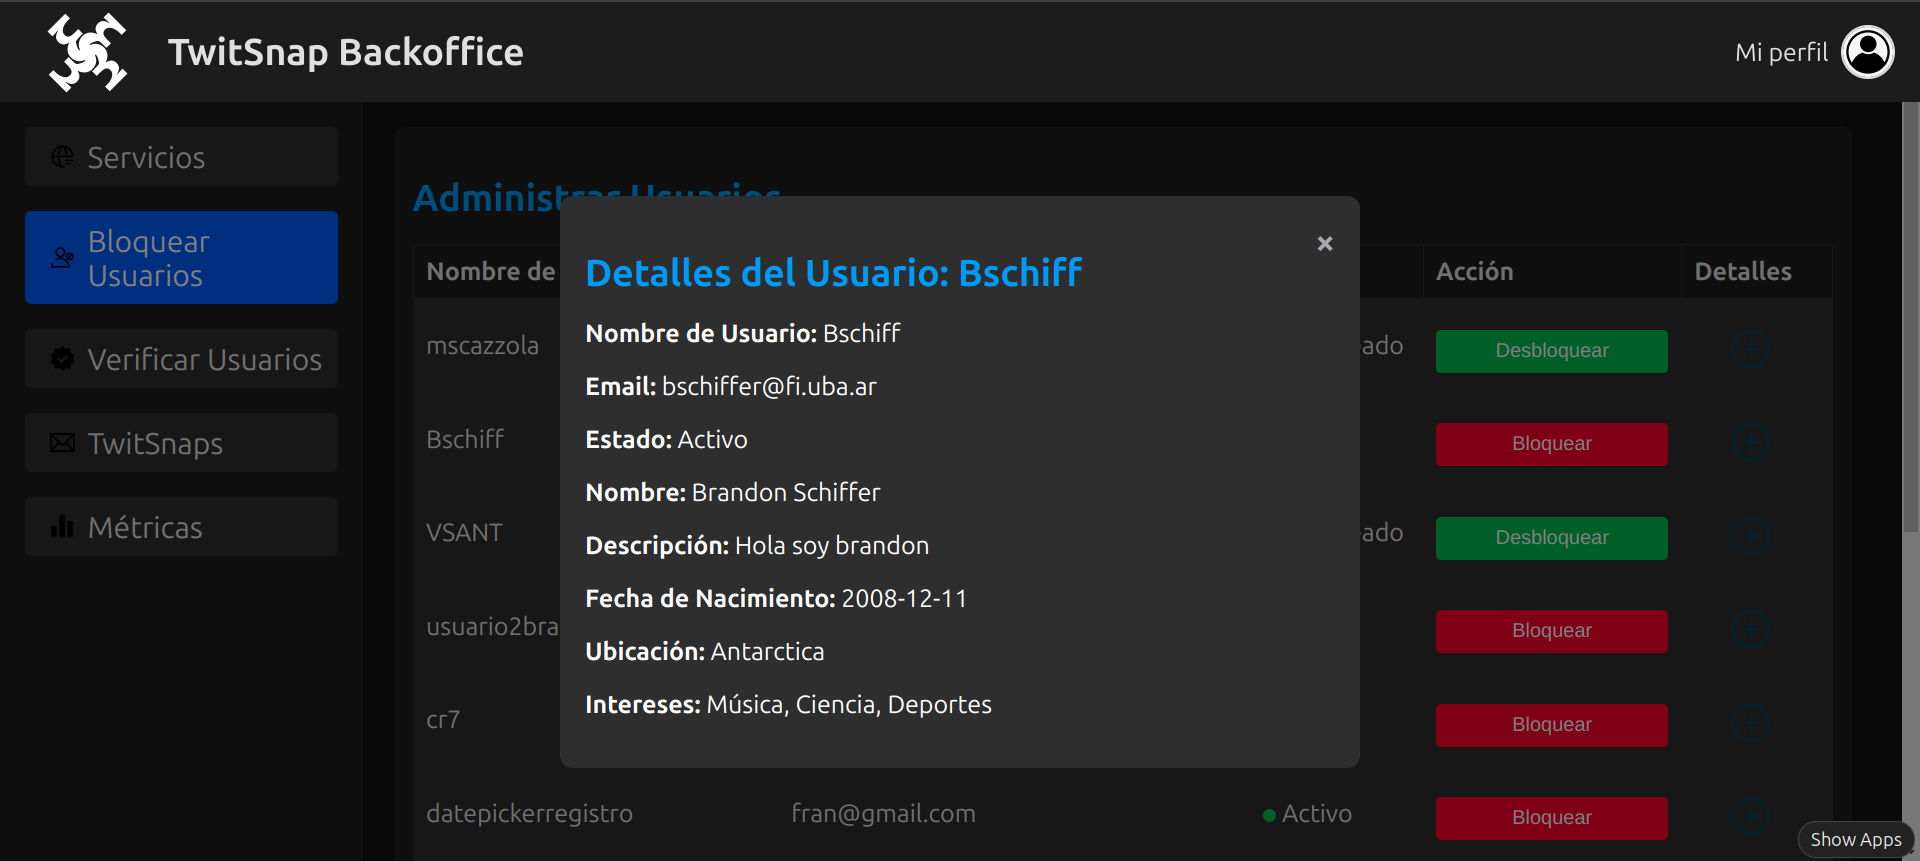 TwitSnap Backoffice
Mi perfil
Servicios
Bloquear
Usuarios
Verificar Usuarios
TwitSnaps
Métricas
Administrar Usuarios
Nombre de
Acción
Detalles
mscazzola
ado
Desbloquear
Bschiff
Bloquear
VSANT
ado
Desbloquear
usuario2bra
Bloquear
cr7
Bloquear
datepickerregistro
fran@gmail.com
Activo
Bloquear
×
Detalles del Usuario: Bschiff
Nombre de Usuario: Bschiff
Email: bschiffer@fi.uba.ar
Estado: Activo
Nombre: Brandon Schiffer
Descripción: Hola soy brandon
Fecha de Nacimiento: 2008-12-11
Ubicación: Antarctica
Intereses: Música, Ciencia, Deportes
Show Apps